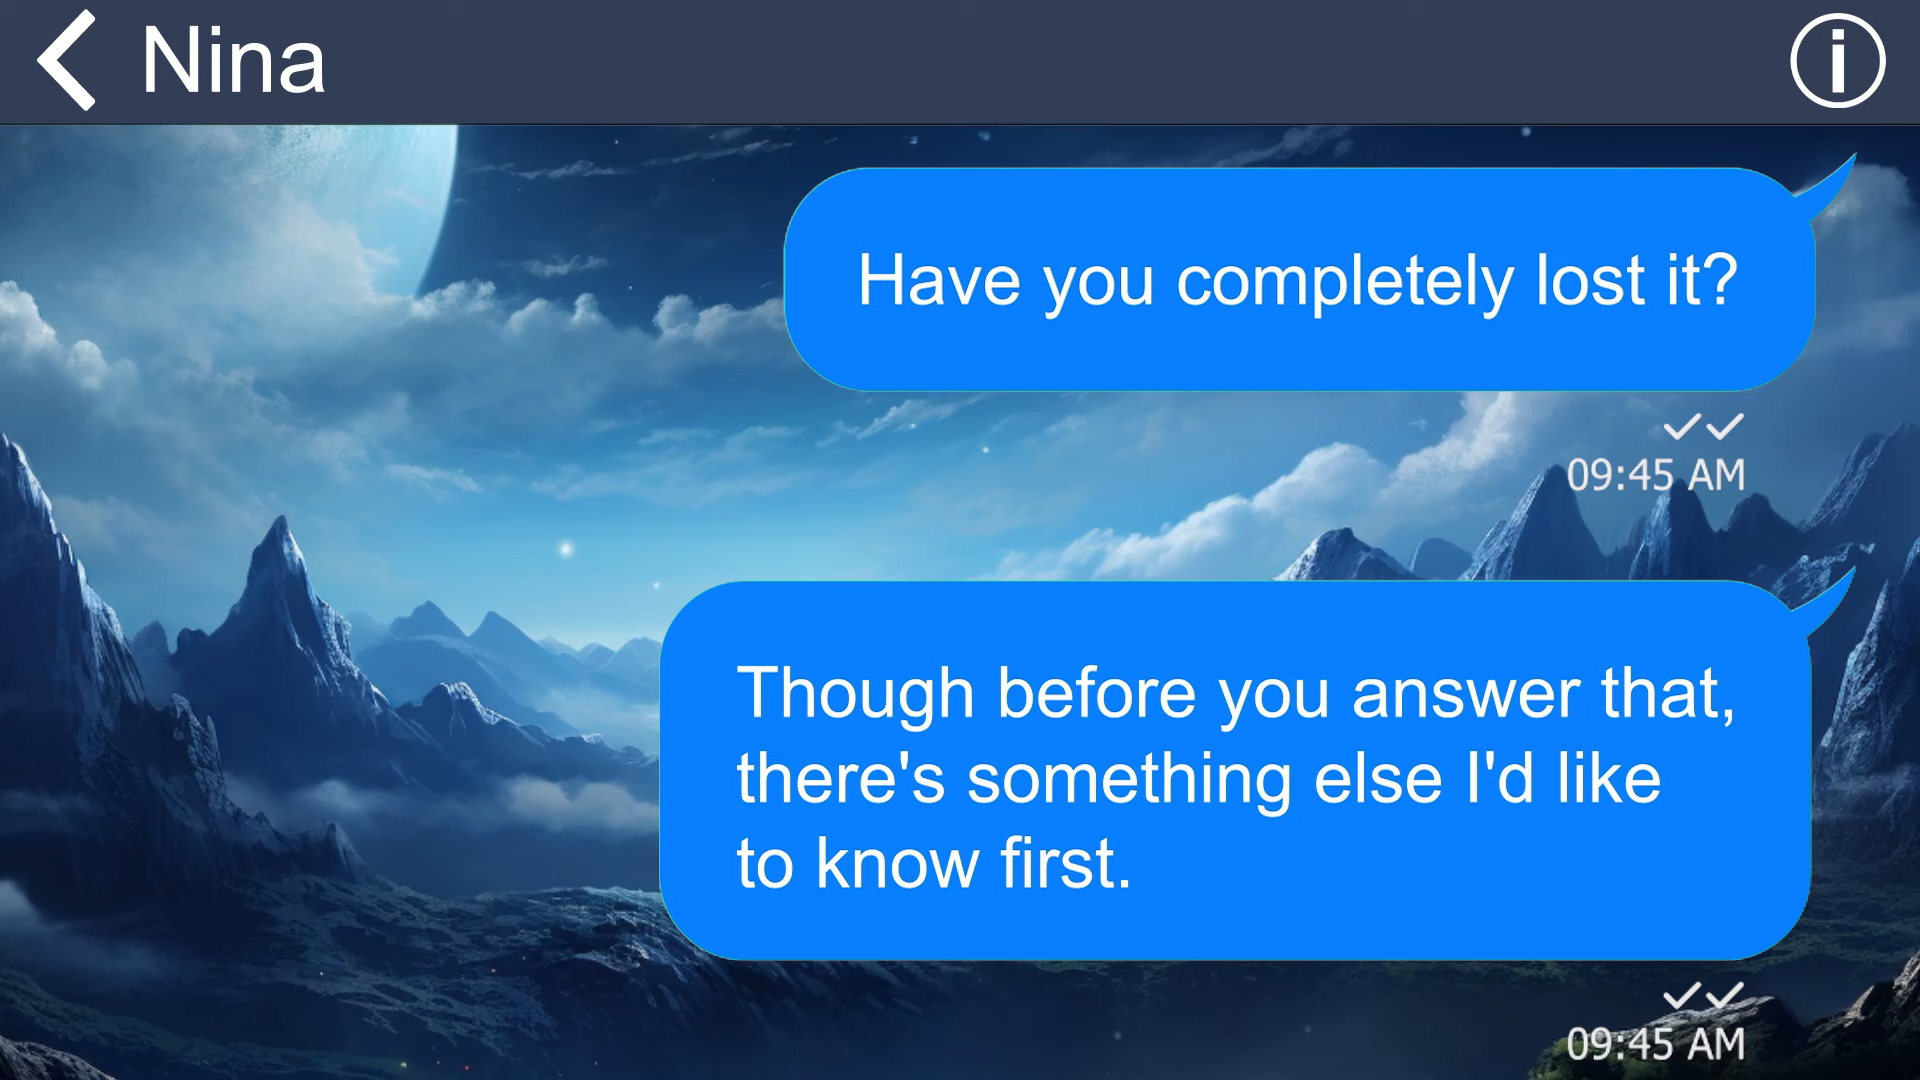 Nina
Have you completely lost it?
09:45 AM
Though before you answer that,
there's something else I'd like
to know first.
09:45 AM